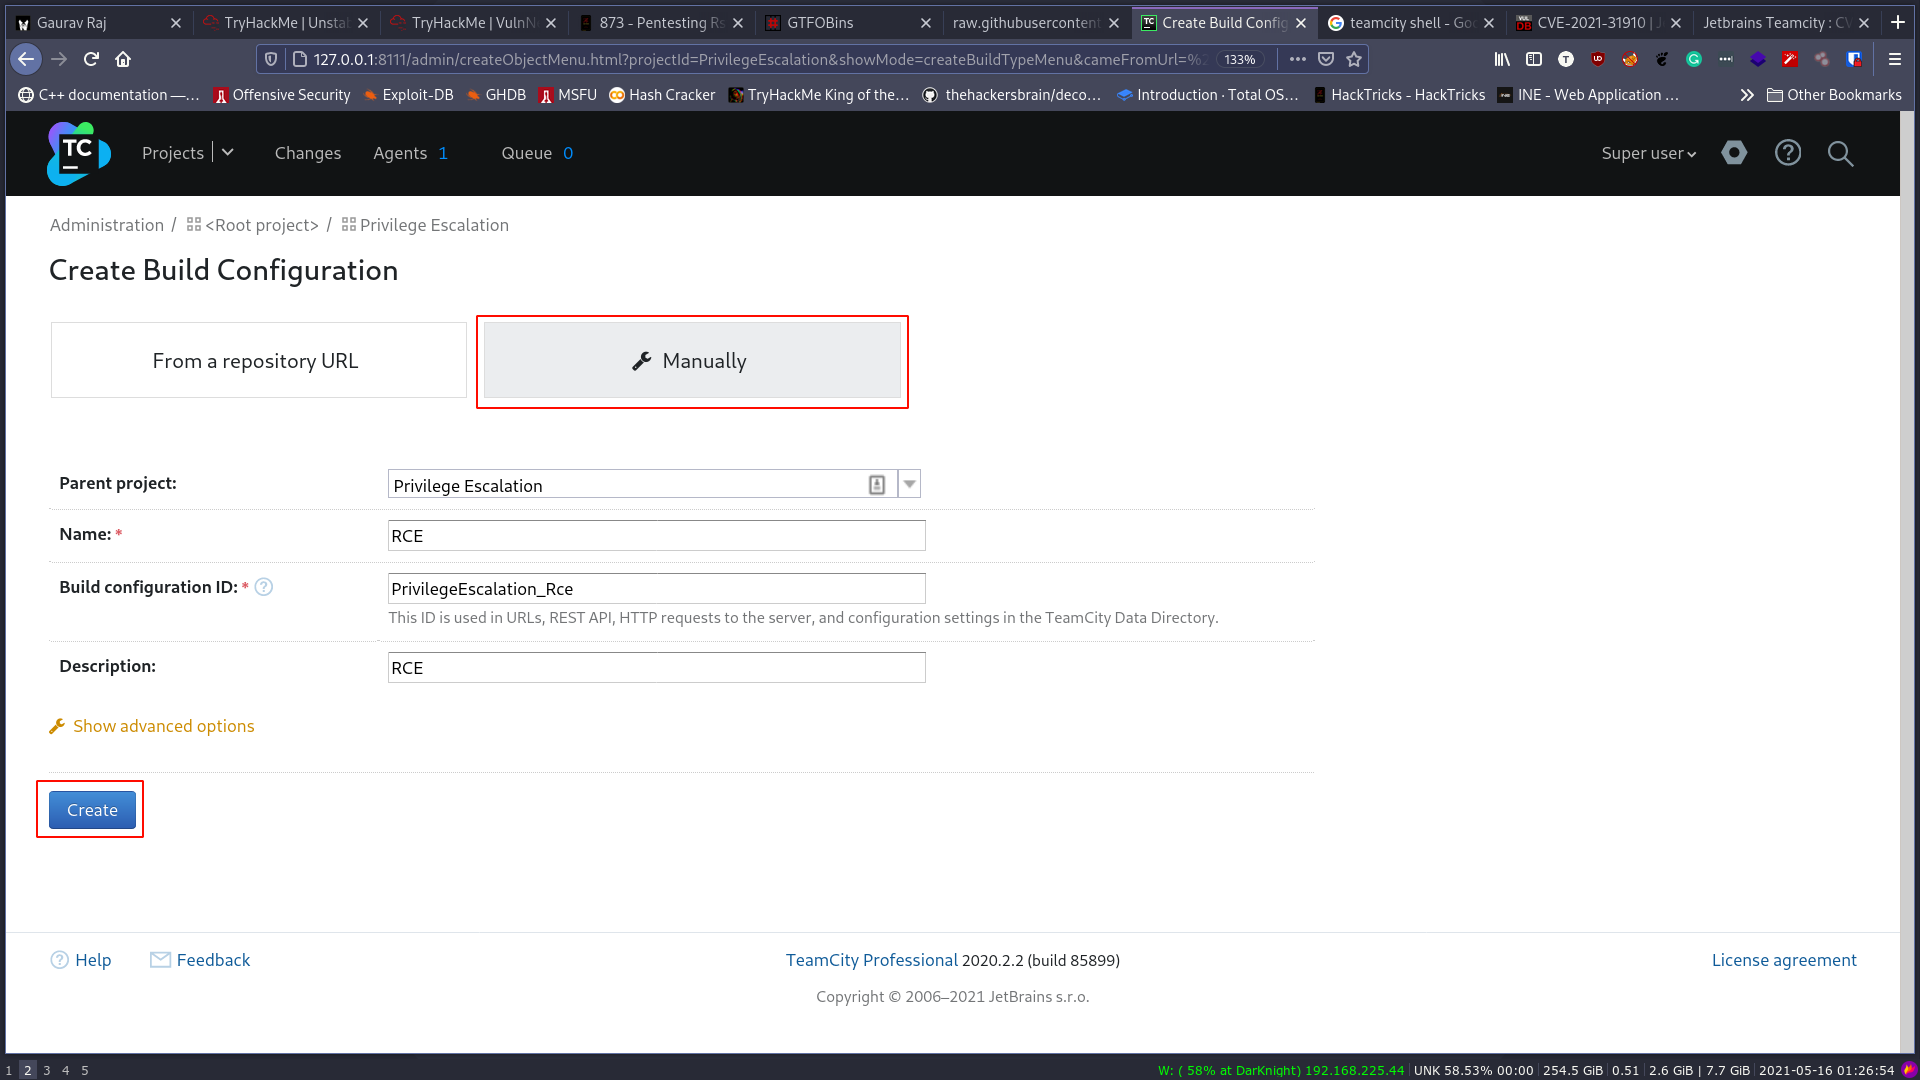 Gaurav Raj
TryHackMe | Unstab
TryHackMe | VulnN
873 - Pentesting Rs
GTFOBins
raw.githubusercontent
Create Build Config
teamcity shell - Goo
CVE-2021-31910 | J
Jetbrains Teamcity : CV
127.0.0.1:8111/admin/createObjectMenu.html?projectId=PrivilegeEscalation&showMode=createBuildTypeMenu&cameFromUrl=%2
133%
C++ documentation —...
Offensive Security
Exploit-DB
GHDB
MSFU
Hash Cracker
TryHackMe King of the...
thehackersbrain/deco...
Introduction · Total OS...
HackTricks - HackTricks
INE - Web Application ...
Other Bookmarks
TC
Projects
Changes
Agents 1
Queue 0
Super user
Administration / <Root project> / Privilege Escalation
Create Build Configuration
From a repository URL
Manually
Parent project:
Privilege Escalation
Name: *
RCE
Build configuration ID: *
PrivilegeEscalation_Rce
This ID is used in URLs, REST API, HTTP requests to the server, and configuration settings in the TeamCity Data Directory.
Description:
RCE
Show advanced options
Create
Help
Feedback
TeamCity Professional 2020.2.2 (build 85899)
License agreement
Copyright © 2006–2021 JetBrains s.r.o.
1 2 3 4 5
W: ( 58% at DarKnight) 192.168.225.44 UNK 58.53% 00:00 254.5 GiB 0.51 2.6 GiB | 7.7 GiB 2021-05-16 01:26:54